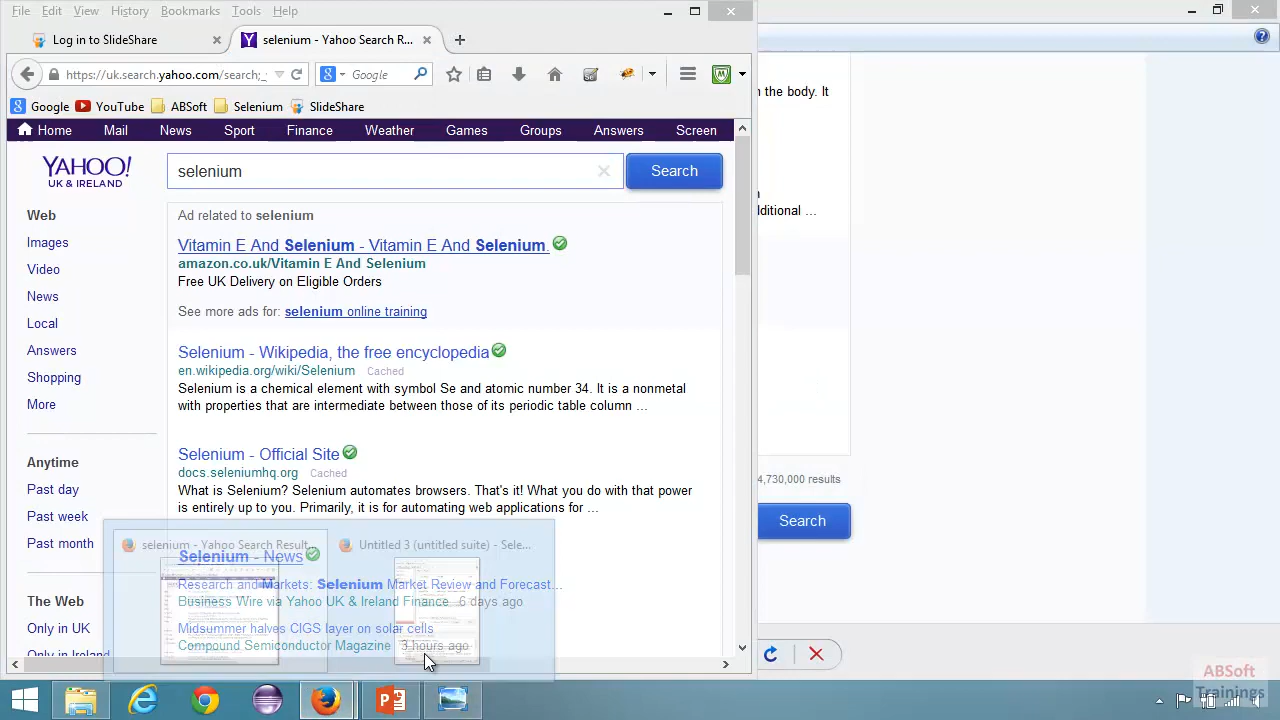 File Edit View History Bookmarks Tools Help
Log in to SlideShare
selenium - Yahoo Search R...
https://uk.search.yahoo.com/search;_
Google
Google YouTube ABSoft Selenium SlideShare
Home Mail News Sport Finance Weather Games Groups Answers Screen
YAHOO!
UK & IRELAND
selenium
Search
Web
Images
Video
News
Local
Answers
Shopping
More
Anytime
Past day
Past week
Past month
The Web
Only in UK
Only in Ireland
Ad related to selenium
Vitamin E And Selenium - Vitamin E And Selenium.
amazon.co.uk/Vitamin E And Selenium
Free UK Delivery on Eligible Orders
See more ads for: selenium online training
Selenium - Wikipedia, the free encyclopedia
en.wikipedia.org/wiki/Selenium Cached
Selenium is a chemical element with symbol Se and atomic number 34. It is a nonmetal
with properties that are intermediate between those of its periodic table column ...
Selenium - Official Site
docs.seleniumhq.org Cached
What is Selenium? Selenium automates browsers. That's it! What you do with that power
is entirely up to you. Primarily, it is for automating web applications for ...
selenium - Yahoo Search Result...
Untitled 3 (untitled suite) - Sele...
Selenium - News
Research and Markets: Selenium Market Review and Forecast...
Business Wire via Yahoo UK & Ireland Finance 6 days ago
Midsummer halves CIGS layer on solar cells
Compound Semiconductor Magazine 3 hours ago
n the body. It
lditional ...
4,730,000 results
Search
ABSoft
Trainings